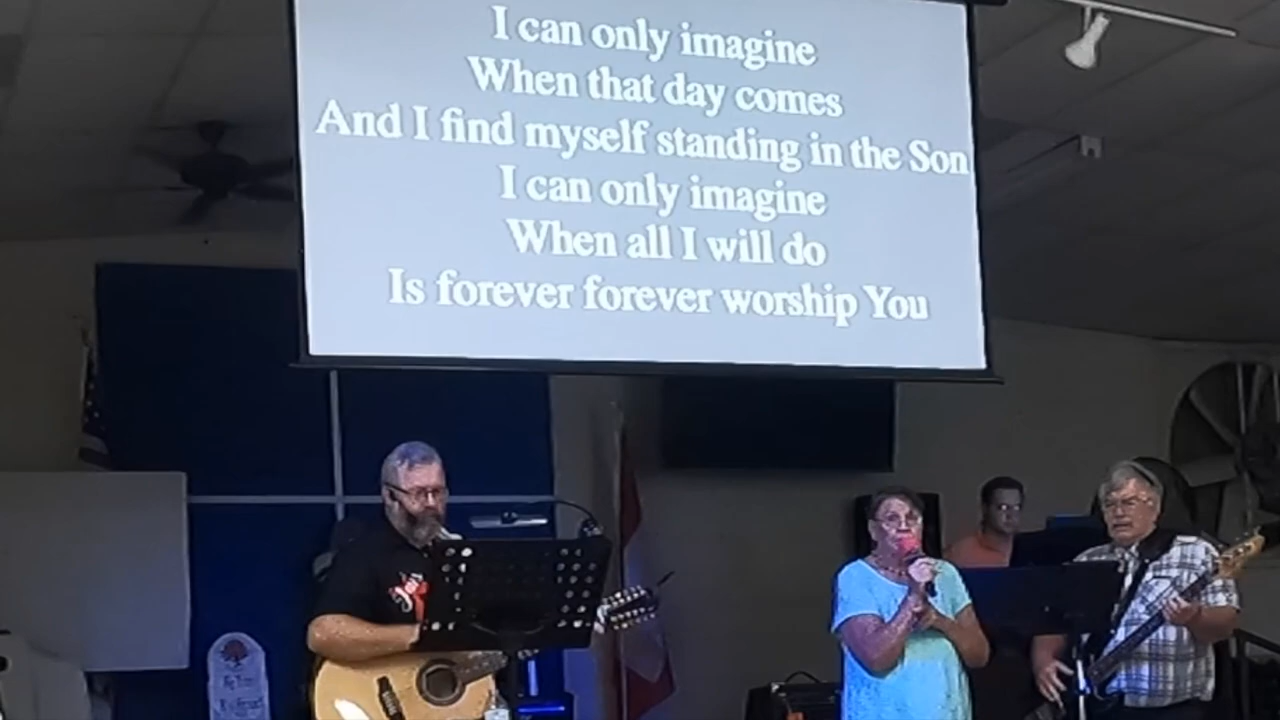 I can only imagine
When that day comes
And I find myself standing in the Son
I can only imagine
When all I will do
Is forever forever worship You